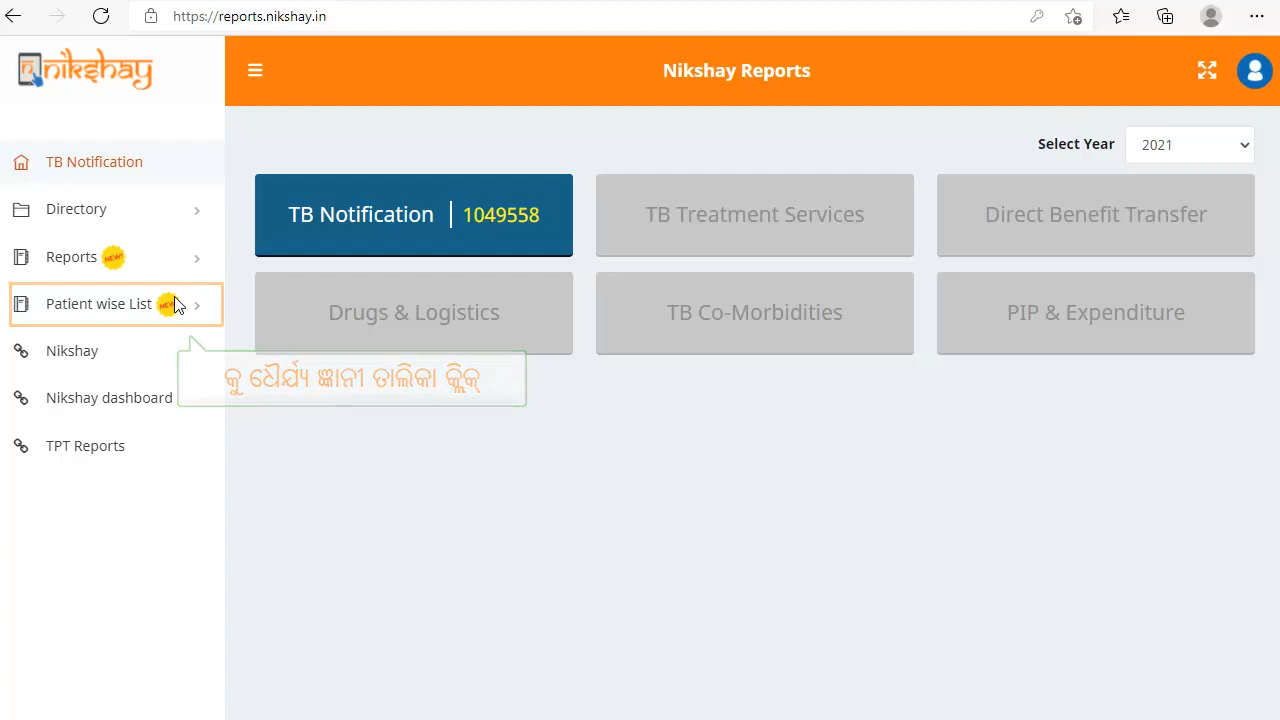 https://reports.nikshay.in
nikshay
Nikshay Reports
Select Year
2021
TB Notification
Directory
Reports NEW!
Patient wise List NEW!
Nikshay
Nikshay dashboard
TPT Reports
TB Notification | 1049558
TB Treatment Services
Direct Benefit Transfer
Drugs & Logistics
TB Co-Morbidities
PIP & Expenditure
କୁ ଧୈର୍ଯ୍ୟ ଜ୍ଞାନୀ ତାଲିକା କ୍ଲିକ୍